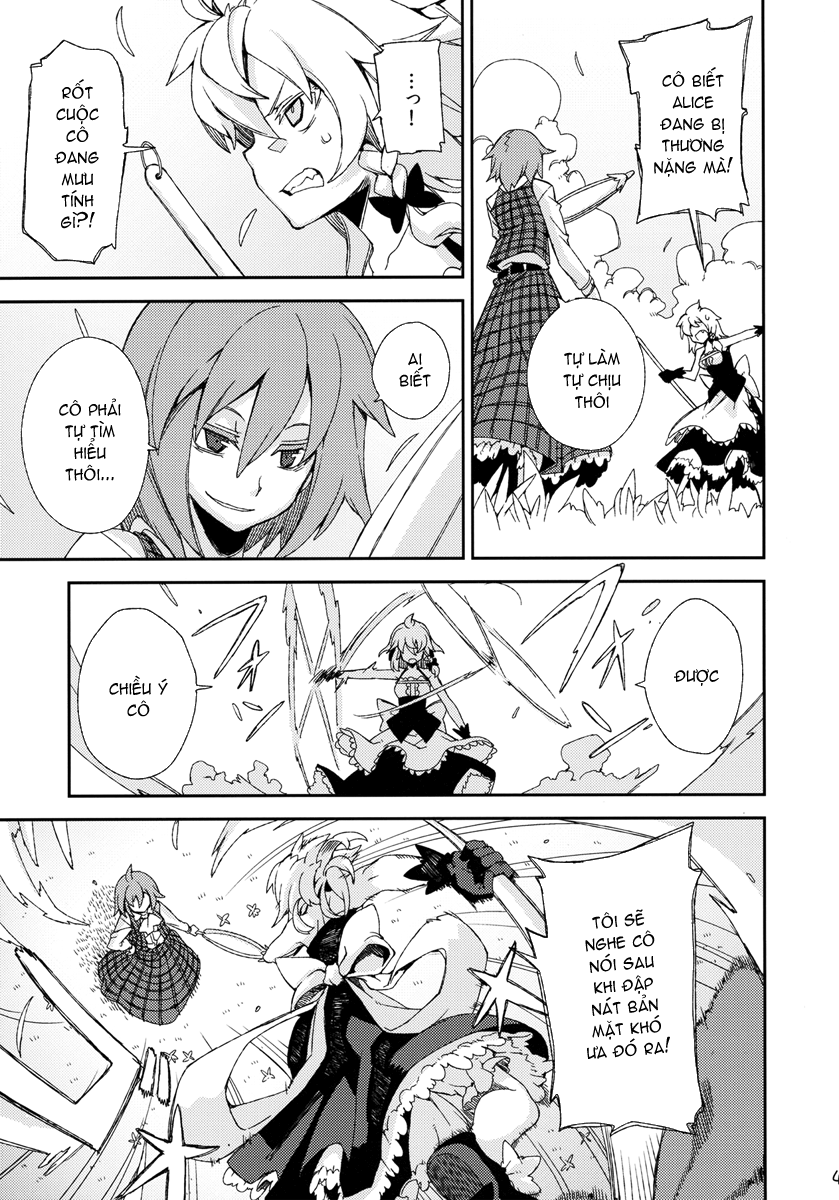 CÔ BIẾT
ALICE
ĐANG BỊ
THƯƠNG
NẶNG MÀ!
TỰ LÀM
TỰ CHỊU
THÔI
…っ!
RỐT
CUỘC
CÔ
ĐANG
MƯU
TÍNH
GÌ?!
AI
BIẾT
CÔ PHẢI
TỰ TÌM
HIỂU
THÔI...
ĐƯỢC
CHIỀU Ý
CÔ
TÔI SẼ
NGHE CÔ
NÓI SAU
KHI ĐẬP
NÁT BẢN
MẶT KHÓ
ƯA ĐÓ RA!
4